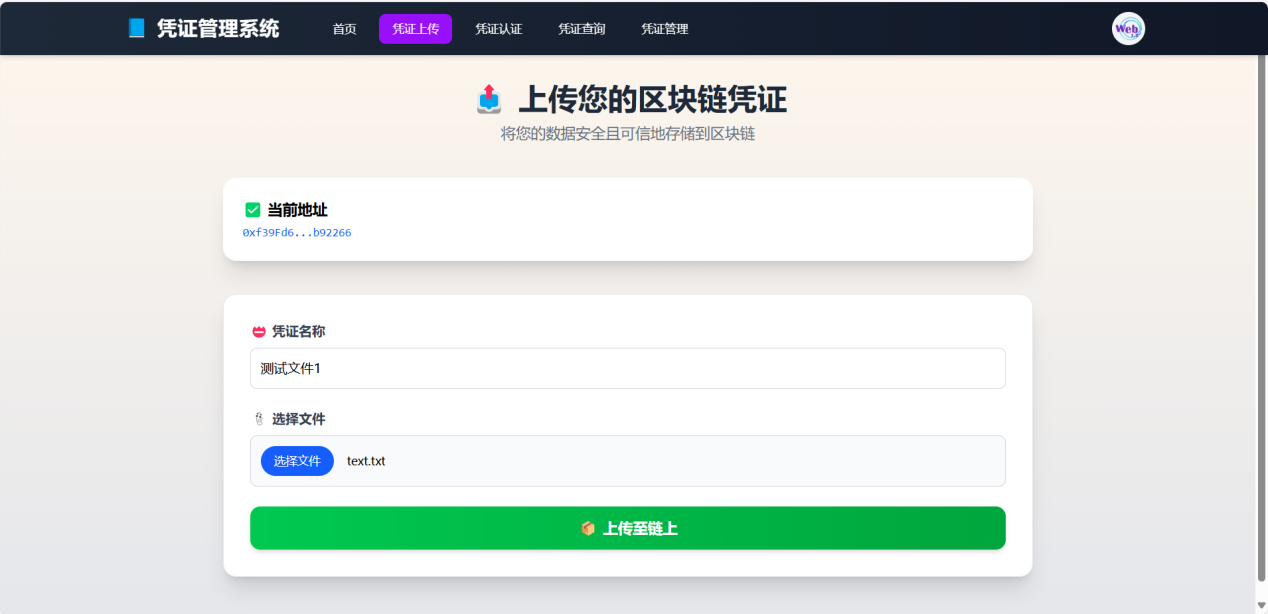 凭证管理系统 首页 凭证上传 凭证认证 凭证查询 凭证管理 Web
上传您的区块链凭证
将您的数据安全且可信地存储到区块链
当前地址
0xf39Fd6...b92266
凭证名称
测试文件1
选择文件
选择文件 text.txt
上传至链上